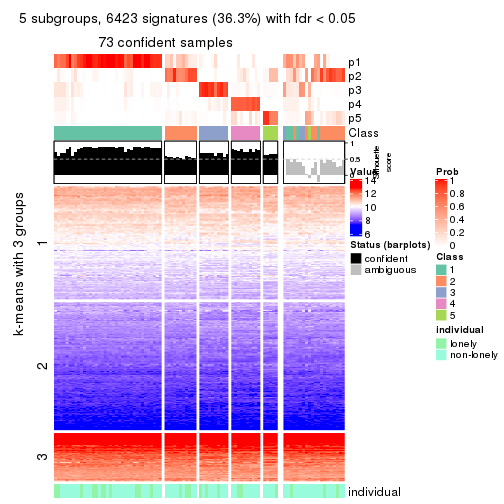 5 subgroups, 6423 signatures (36.3%) with fdr < 0.05
73 confident samples
p1
p2
p3
p4
p5
Class
1
0.5
0
silhouette
score
k-means with 3 groups
1
2
3
individual
Value
14
12
10
8
6
Status (barplots)
confident
ambiguous
Prob
1
0.8
0.6
0.4
0.2
0
Class
1
2
3
4
5
individual
lonely
non-lonely